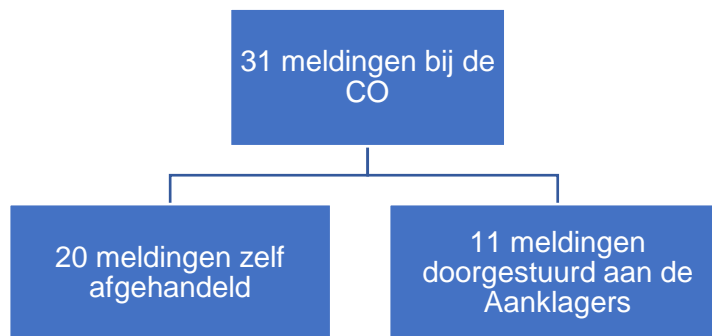 31 meldingen bij de
CO
20 meldingen zelf
afgehandeld
11 meldingen
doorgestuurd aan de
Aanklagers